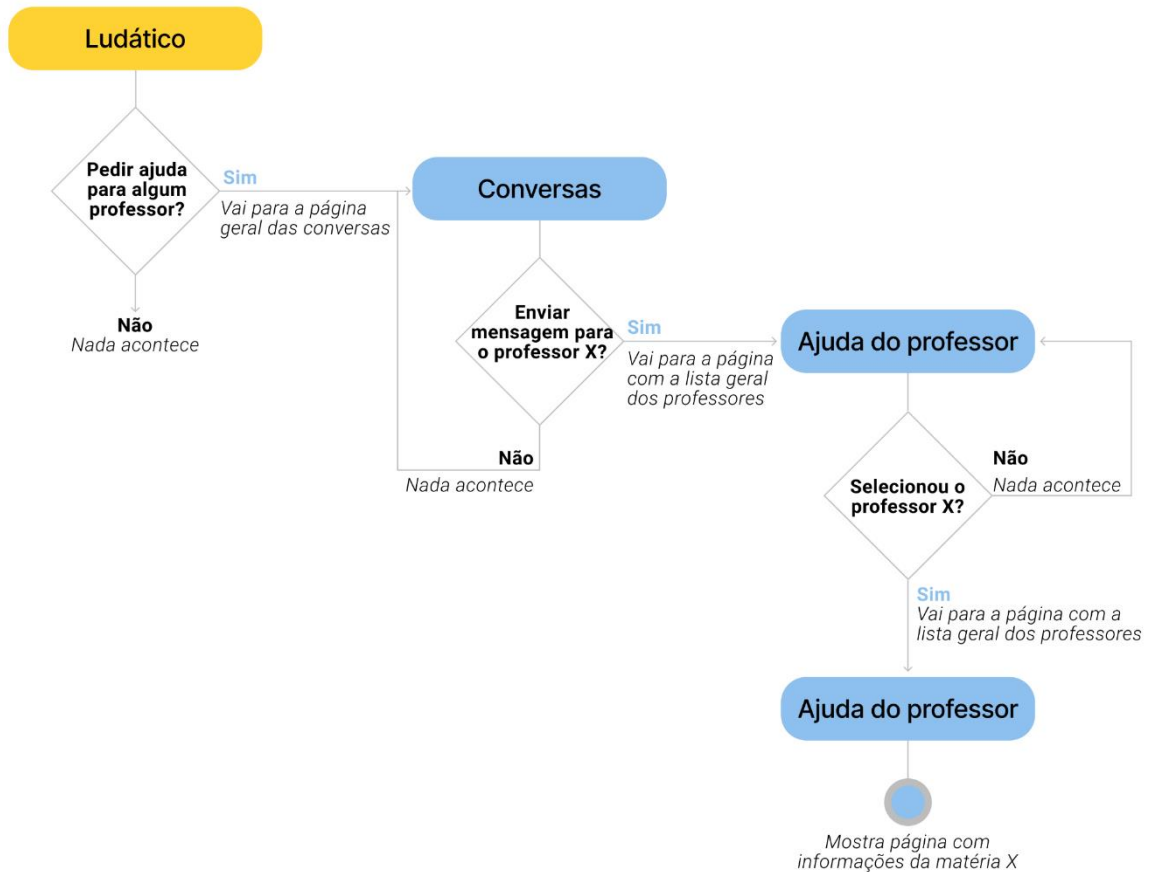 Ludático
Pedir ajuda
para algum
professor?
Sim
Vai para a página
geral das conversas
Não
Nada acontece
Conversas
Enviar
mensagem para
o professor X?
Sim
Vai para a página
com a lista geral
dos professores
Não
Nada acontece
Ajuda do professor
Selecionou o
professor X?
Não
Nada acontece
Sim
Vai para a página com a
lista geral dos professores
Ajuda do professor
Mostra página com
informações da matéria X